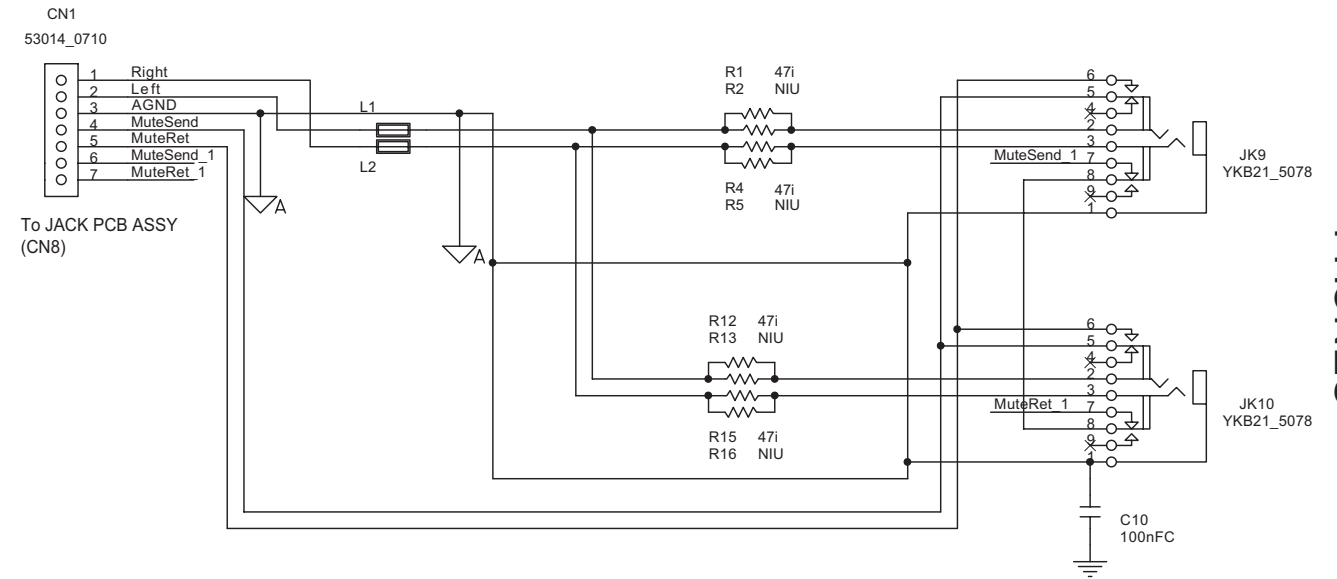 CN1
53014_0710
1 Right
2 Left
3 AGND
4 MuteSend
5 MuteRet
6 MuteSend_1
7 MuteRet_1
To JACK PCB ASSY
(CN8)
A
L1
L2
A
R1 47i
R2 NIU
R4 47i
R5 NIU
R12 47i
R13 NIU
R15 47i
R16 NIU
6
5
4
2
3
MuteSend_1 7
8
9
1
JK9
YKB21_5078
6
5
4
2
3
MuteRet_1 7
8
9
1
JK10
YKB21_5078
C10
100nFC